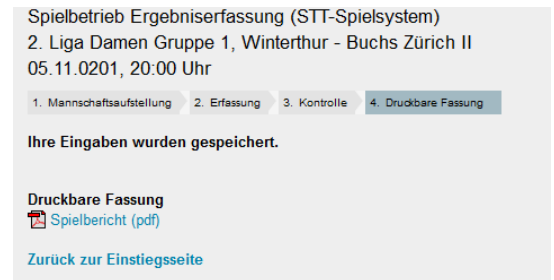 Spielbetrieb Ergebniserfassung (STT-Spielsystem)
2. Liga Damen Gruppe 1, Winterthur - Buchs Zürich II
05.11.0201, 20:00 Uhr
1. Mannschaftsaufstellung 2. Erfassung 3. Kontrolle 4. Druckbare Fassung
Ihre Eingaben wurden gespeichert.
Druckbare Fassung
Spielbericht (pdf)
Zurück zur Einstiegsseite